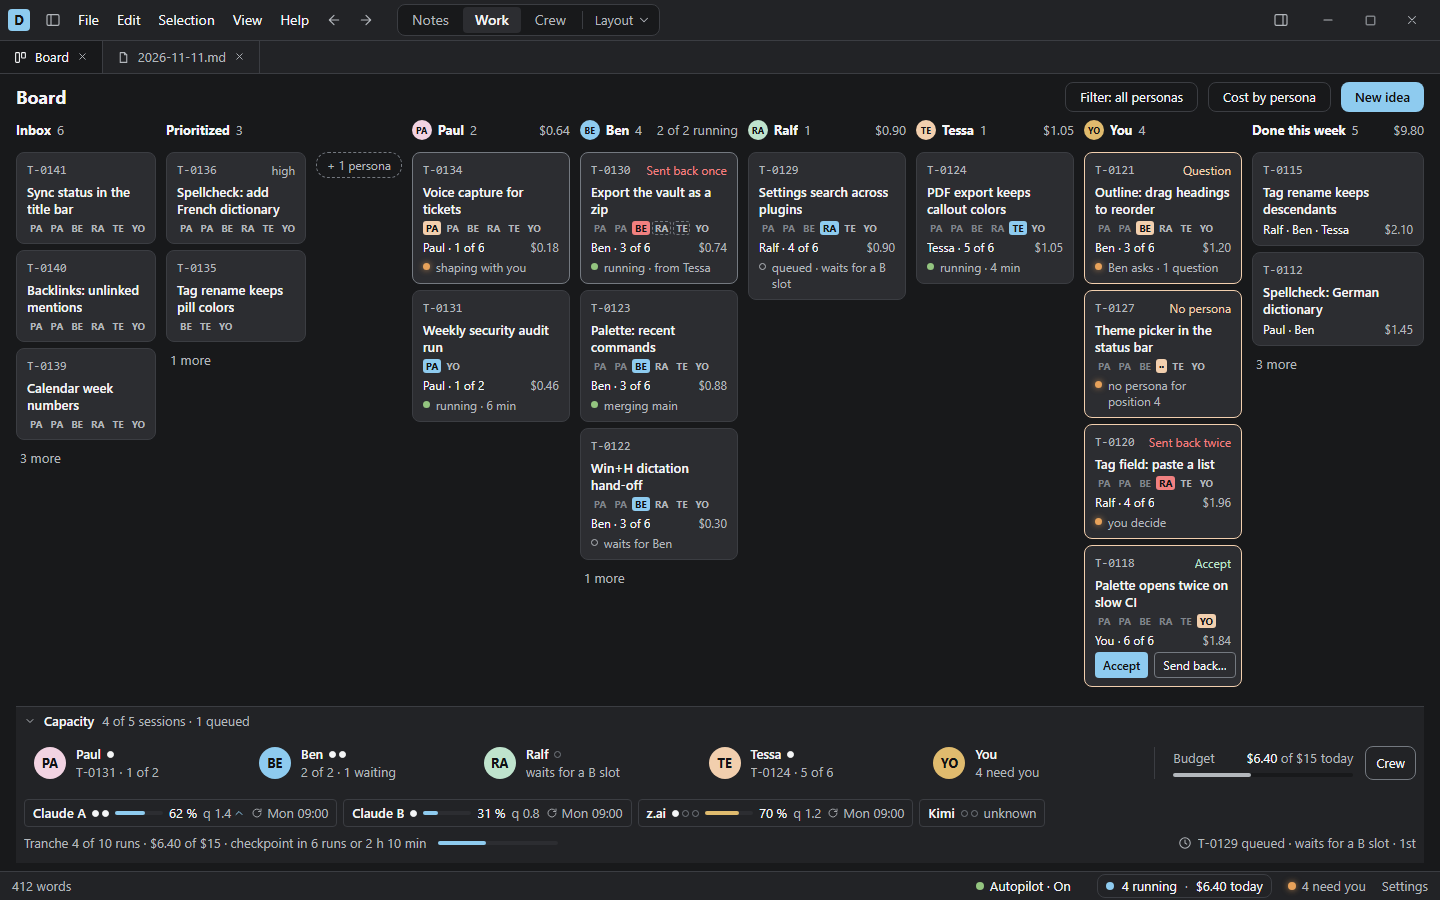 D File Edit Selection View Help Notes Work Crew Layout
Board 2026-11-11.md
Board Filter: all personas Cost by persona New idea
Inbox 6
T-0141
Sync status in the
title bar
PA PA BE RA TE YO
T-0140
Backlinks: unlinked
mentions
PA PA BE RA TE YO
T-0139
Calendar week
numbers
PA PA BE RA TE YO
3 more
Prioritized 3
T-0136 high
Spellcheck: add
French dictionary
PA PA BE RA TE YO
T-0135
Tag rename keeps
pill colors
BE TE YO
1 more
+ 1 persona
PA Paul 2 $0.64
T-0134
Voice capture for
tickets
PA PA BE RA TE YO
Paul · 1 of 6 $0.18
shaping with you
T-0131
Weekly security audit
run
PA YO
Paul · 1 of 2 $0.46
running · 6 min
BE Ben 4 2 of 2 running
T-0130 Sent back once
Export the vault as a
zip
PA PA BE RA TE YO
Ben · 3 of 6 $0.74
running · from Tessa
T-0123
Palette: recent
commands
PA PA BE RA TE YO
Ben · 3 of 6 $0.88
merging main
T-0122
Win+H dictation
hand-off
PA PA BE RA TE YO
Ben · 3 of 6 $0.30
waits for Ben
1 more
RA Ralf 1 $0.90
T-0129
Settings search across
plugins
PA PA BE RA TE YO
Ralf · 4 of 6 $0.90
queued · waits for a B
slot
TE Tessa 1 $1.05
T-0124
PDF export keeps
callout colors
PA PA BE RA TE YO
Tessa · 5 of 6 $1.05
running · 4 min
YO You 4
T-0121 Question
Outline: drag headings
to reorder
PA PA BE RA TE YO
Ben · 3 of 6 $1.20
Ben asks · 1 question
T-0127 No persona
Theme picker in the
status bar
PA PA BE ·· TE YO
no persona for
position 4
T-0120 Sent back twice
Tag field: paste a list
PA PA BE RA TE YO
Ralf · 4 of 6 $1.96
you decide
T-0118 Accept
Palette opens twice on
slow CI
PA PA BE RA TE YO
You · 6 of 6 $1.84
Accept Send back...
Done this week 5 $9.80
T-0115
Tag rename keeps
descendants
Ralf · Ben · Tessa $2.10
T-0112
Spellcheck: German
dictionary
Paul · Ben $1.45
3 more
Capacity 4 of 5 sessions · 1 queued
PA Paul
T-0131 · 1 of 2
BE Ben
2 of 2 · 1 waiting
RA Ralf
waits for a B slot
TE Tessa
T-0124 · 5 of 6
YO You
4 need you
Budget $6.40 of $15 today
Crew
Claude A 62 % q 1.4 Mon 09:00
Claude B 31 % q 0.8 Mon 09:00
z.ai 70 % q 1.2 Mon 09:00
Kimi unknown
Tranche 4 of 10 runs · $6.40 of $15 · checkpoint in 6 runs or 2 h 10 min
T-0129 queued · waits for a B slot · 1st
412 words Autopilot · On 4 running · $6.40 today 4 need you Settings